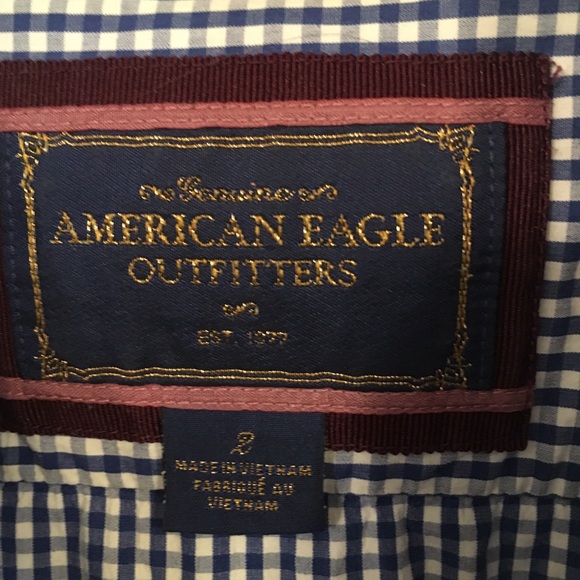 Genuine
AMERICAN EAGLE
OUTFITTERS
EST. 1977
2
MADE IN VIETNAM
FABRIQUÉ AU
VIETNAM